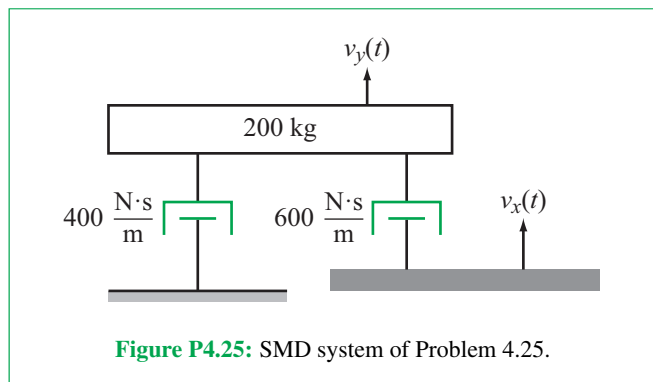 v_y(t)
200 kg
400 N·s/m
600 N·s/m
v_x(t)
Figure P4.25: SMD system of Problem 4.25.